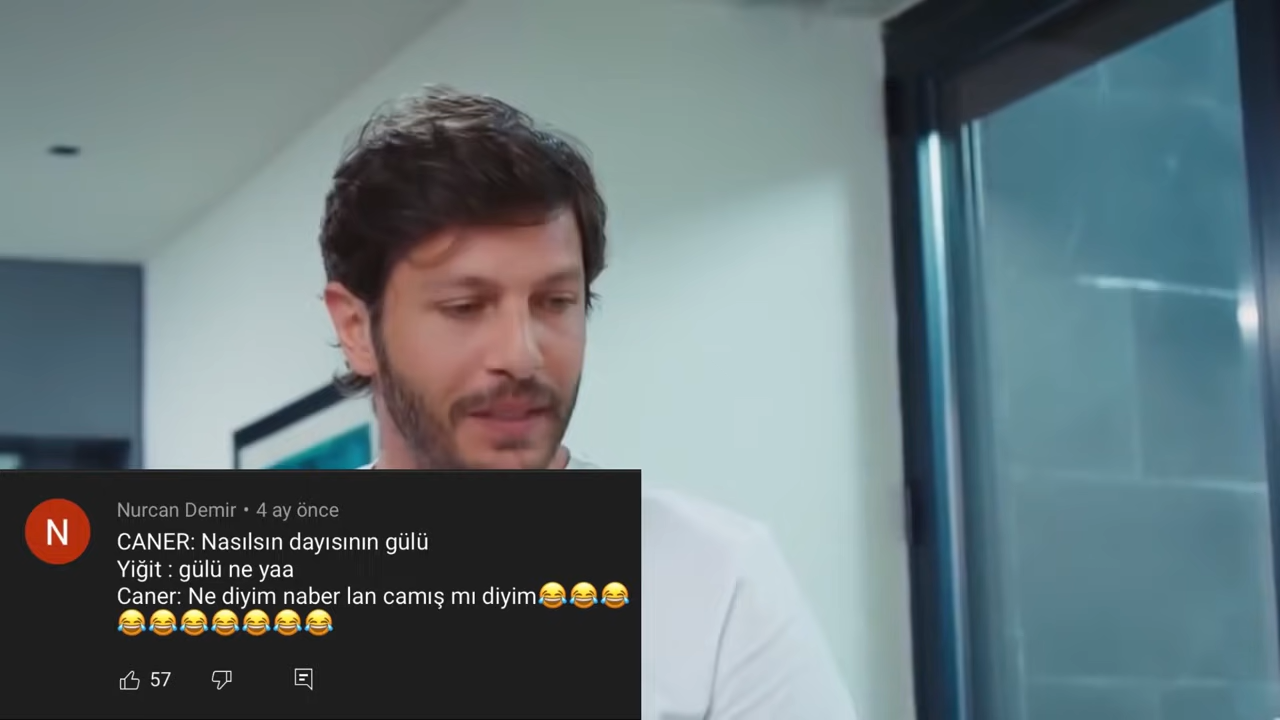 N
Nurcan Demir • 4 ay önce
CANER: Nasılsın dayısının gülü
Yiğit : gülü ne yaa
Caner: Ne diyim naber lan camış mı diyim😂😂😂
😂😂😂😂😂😂😂
57